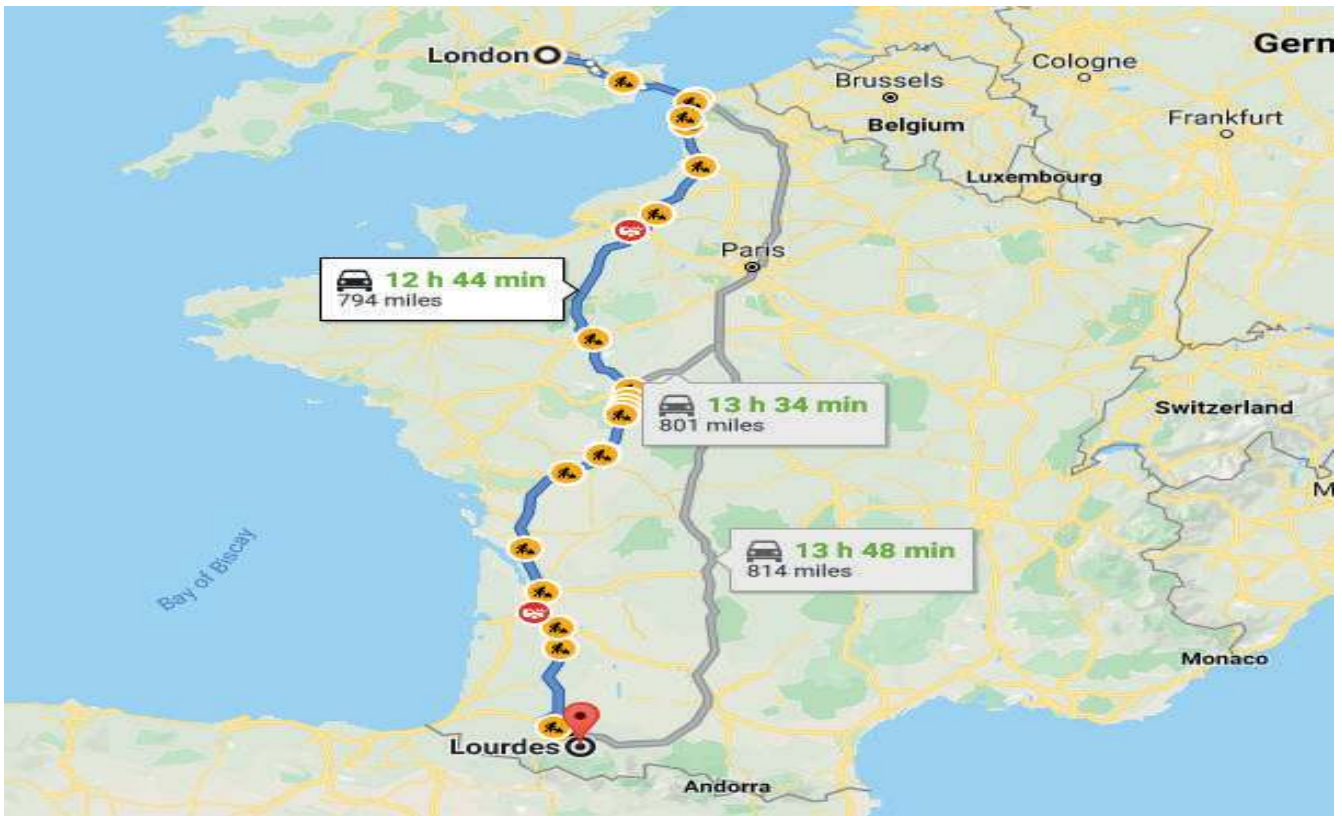 London
Gern
Cologne
Brussels
Belgium
Frankfurt
Luxembourg
Paris
12 h 44 min
794 miles
13 h 34 min
801 miles
Switzerland
M
Bay of Biscay
13 h 48 min
814 miles
Monaco
Lourdes
Andorra